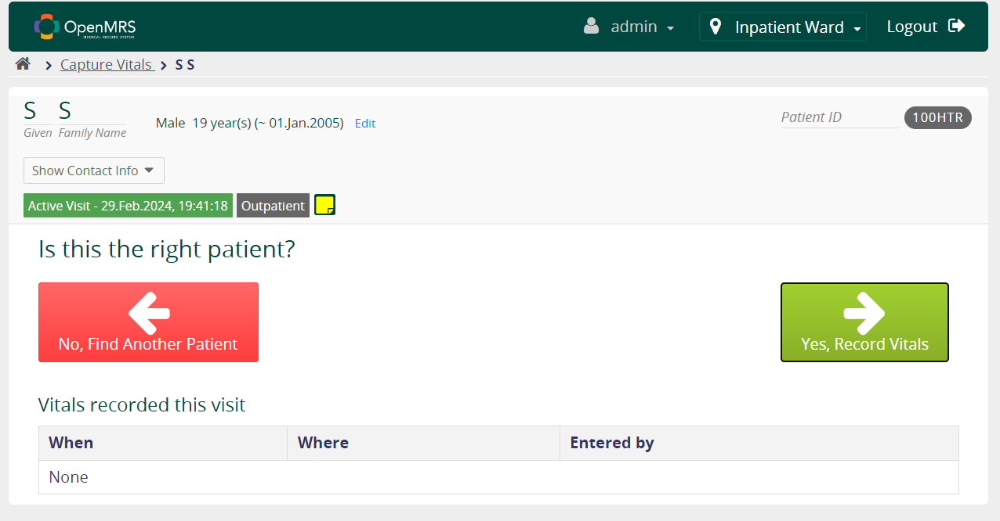 OpenMRS
MEDICAL RECORD SYSTEM
admin
Inpatient Ward
Logout
Capture Vitals
S S
S S
Given Family Name
Male 19 year(s) (~ 01.Jan.2005) Edit
Patient ID 100HTR
Show Contact Info
Active Visit - 29.Feb.2024, 19:41:18 Outpatient
Is this the right patient?
No, Find Another Patient
Yes, Record Vitals
Vitals recorded this visit
When Where Entered by
None